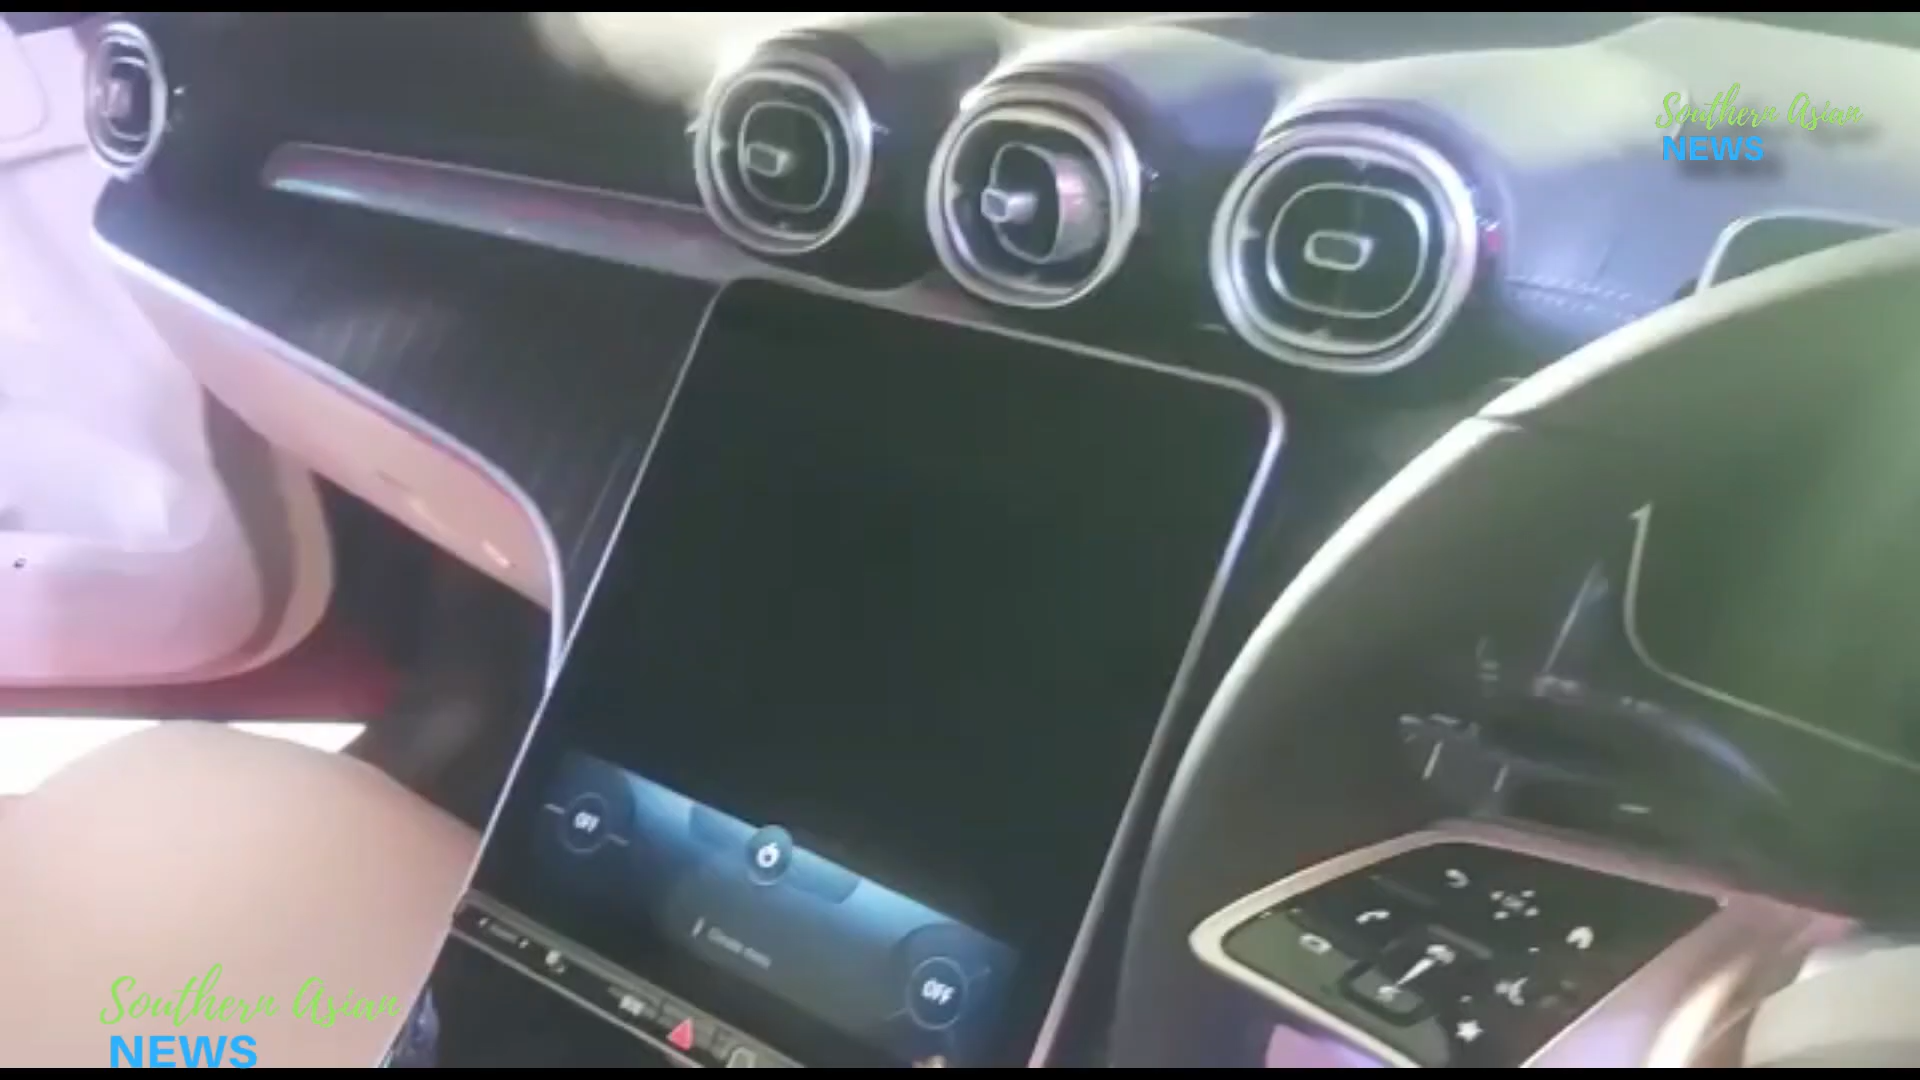 Southern Asian
NEWS
OFF
OFF
Southern Asian
NEWS